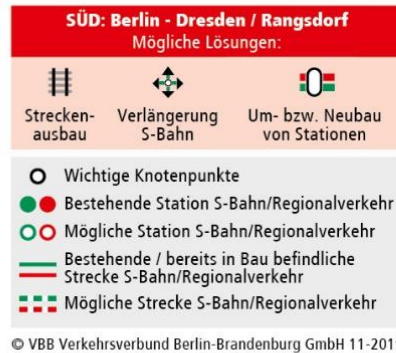 SÜD: Berlin - Dresden / Rangsdorf
Mögliche Lösungen:
Strecken-
ausbau
Verlängerung
S-Bahn
Um- bzw. Neubau
von Stationen
Wichtige Knotenpunkte
Bestehende Station S-Bahn/Regionalverkehr
Mögliche Station S-Bahn/Regionalverkehr
Bestehende / bereits in Bau befindliche
Strecke S-Bahn/Regionalverkehr
Mögliche Strecke S-Bahn/Regionalverkehr
© VBB Verkehrsverbund Berlin-Brandenburg GmbH